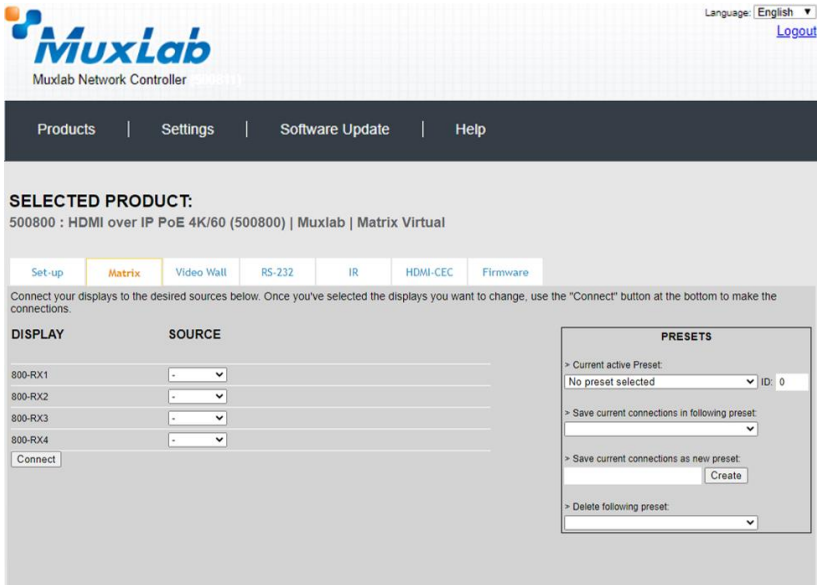 Language: English
Logout
MuxLab
Muxlab Network Controller
Products | Settings | Software Update | Help
SELECTED PRODUCT:
500800 : HDMI over IP PoE 4K/60 (500800) | Muxlab | Matrix Virtual
Set-up Matrix Video Wall RS-232 IR HDMI-CEC Firmware
Connect your displays to the desired sources below. Once you've selected the displays you want to change, use the "Connect" button at the bottom to make the
connections.
DISPLAY SOURCE
800-RX1 -
800-RX2 -
800-RX3 -
800-RX4 -
Connect
PRESETS
> Current active Preset:
No preset selected ID: 0
> Save current connections in following preset:
> Save current connections as new preset:
Create
> Delete following preset: